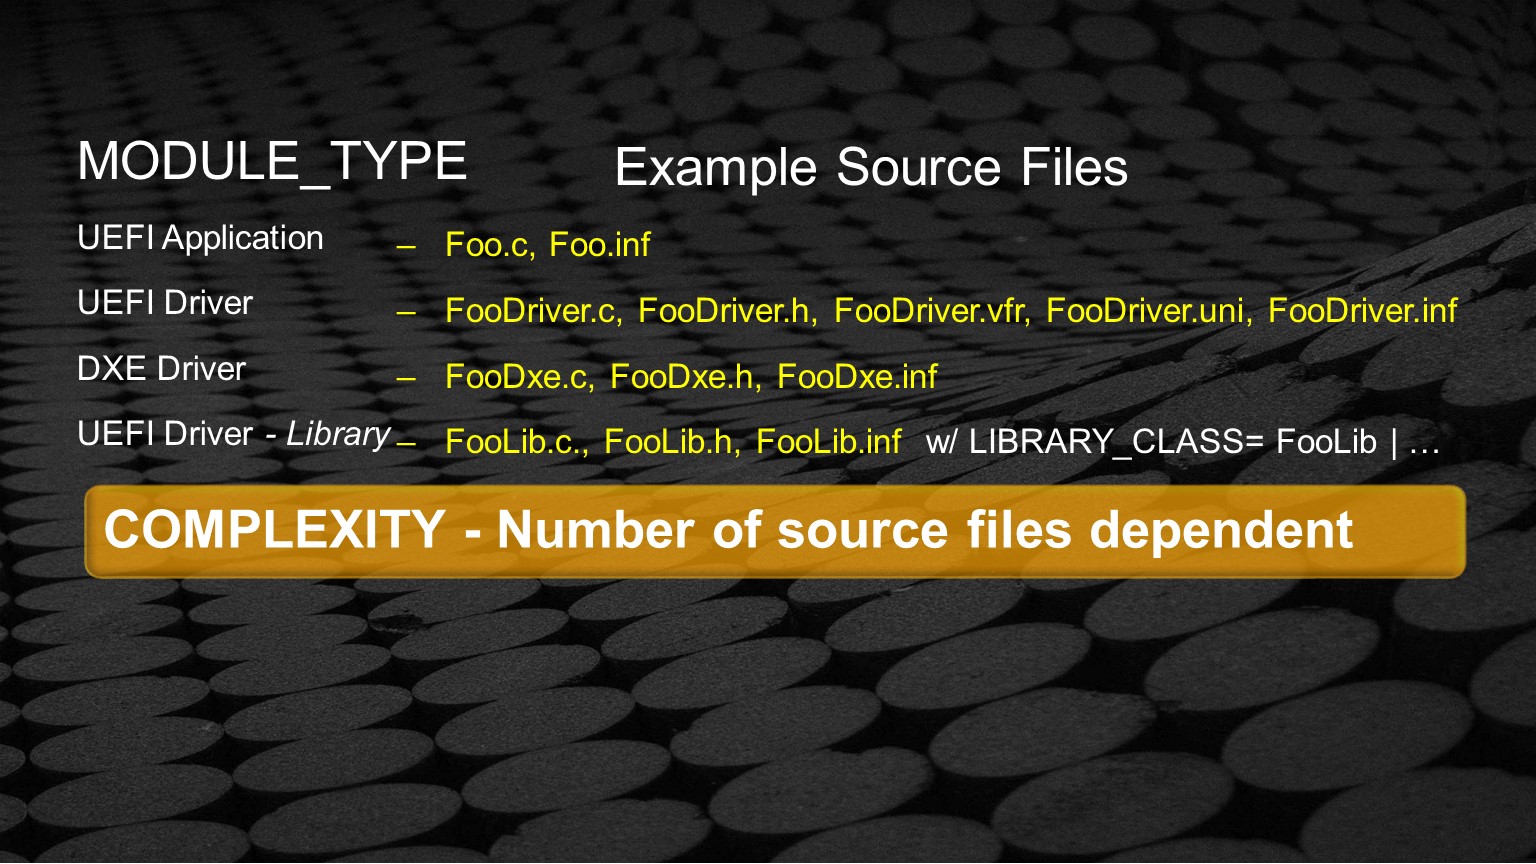 MODULE_TYPE Example Source Files
UEFI Application – Foo.c, Foo.inf
UEFI Driver – FooDriver.c, FooDriver.h, FooDriver.vfr, FooDriver.uni, FooDriver.inf
DXE Driver – FooDxe.c, FooDxe.h, FooDxe.inf
UEFI Driver - Library – FooLib.c., FooLib.h, FooLib.inf w/ LIBRARY_CLASS= FooLib | …
COMPLEXITY - Number of source files dependent